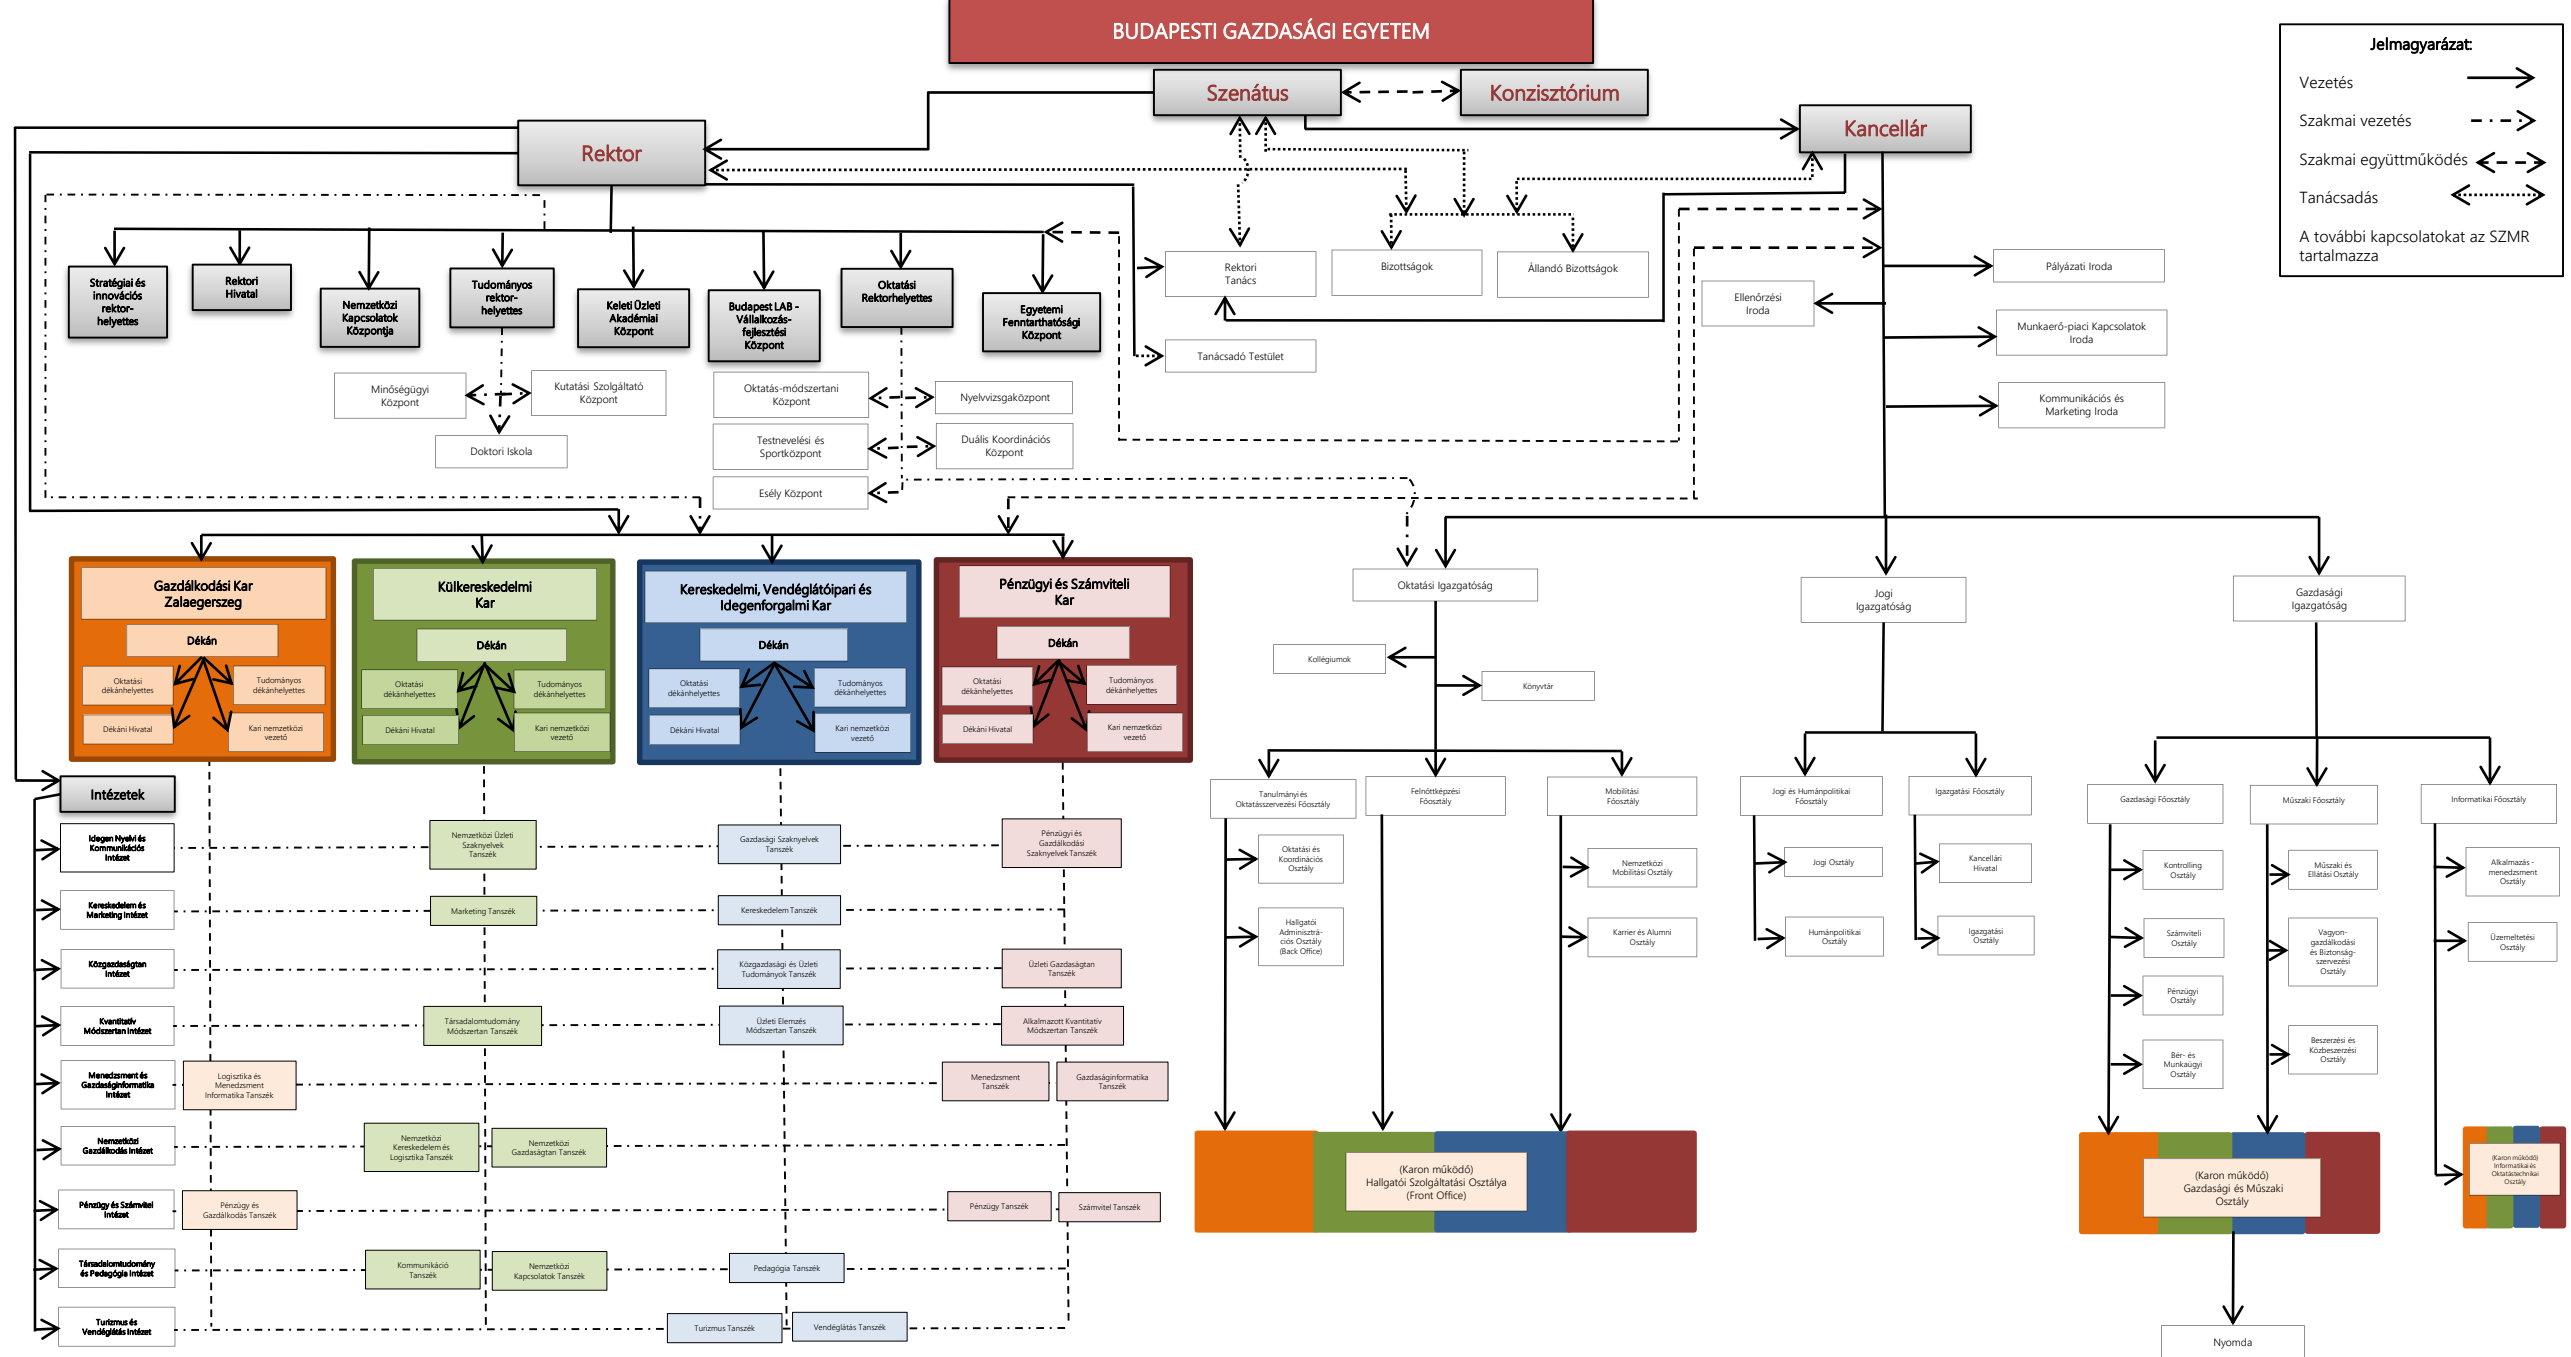 BUDAPESTI GAZDASÁGI EGYETEM
Jelmagyarázat:
Vezetés
Szakmai vezetés
Szakmai együttműködés
Tanácsadás
A további kapcsolatokat az SZMR
tartalmazza
Szenátus
Konzisztórium
Kancellár
Rektor
Stratégiai és
innovációs
rektor-
helyettes
Rektori
Hivatal
Nemzetközi
Kapcsolatok
Központja
Tudományos
rektor-
helyettes
Keleti Üzleti
Akadémiai
Központ
Budapest LAB -
Vállalkozás-
fejlesztési
Központ
Oktatási
Rektorhelyettes
Egyetemi
Fenntarthatósági
Központ
Rektori
Tanács
Bizottságok
Állandó Bizottságok
Tanácsadó Testület
Ellenőrzési
Iroda
Pályázati Iroda
Munkaerő-piaci Kapcsolatok
Iroda
Kommunikációs és
Marketing Iroda
Minőségügyi
Központ
Kutatási Szolgáltató
Központ
Doktori Iskola
Oktatás-módszertani
Központ
Nyelvvizsgaközpont
Testnevelési és
Sportközpont
Duális Koordinációs
Központ
Esély Központ
Gazdálkodási Kar
Zalaegerszeg
Dékán
Oktatási
dékánhelyettes
Tudományos
dékánhelyettes
Dékáni Hivatal
Kari nemzetközi
vezető
Külkereskedelmi
Kar
Dékán
Oktatási
dékánhelyettes
Tudományos
dékánhelyettes
Dékáni Hivatal
Kari nemzetközi
vezető
Kereskedelmi, Vendéglátóipari és
Idegenforgalmi Kar
Dékán
Oktatási
dékánhelyettes
Tudományos
dékánhelyettes
Dékáni Hivatal
Kari nemzetközi
vezető
Pénzügyi és Számviteli
Kar
Dékán
Oktatási
dékánhelyettes
Tudományos
dékánhelyettes
Dékáni Hivatal
Kari nemzetközi
vezető
Oktatási Igazgatóság
Jogi
Igazgatóság
Gazdasági
Igazgatóság
Kollégiumok
Könyvtár
Intézetek
Idegen Nyelvi és
Kommunikációs
Intézet
Nemzetközi Üzleti
Szaknyelvek
Tanszék
Gazdasági Szaknyelvek
Tanszék
Pénzügyi és
Gazdálkodási
Szaknyelvek Tanszék
Kereskedelem és
Marketing Intézet
Marketing Tanszék
Kereskedelem Tanszék
Közgazdaságtan
Intézet
Közgazdasági és Üzleti
Tudományok Tanszék
Üzleti Gazdaságtan
Tanszék
Kvantitatív
Módszertan Intézet
Társadalomtudomány
Módszertan Tanszék
Üzleti Elemzés
Módszertan Tanszék
Alkalmazott Kvantitatív
Módszertan Tanszék
Menedzsment és
Gazdaságinformatika
Intézet
Logisztika és
Menedzsment
Informatika Tanszék
Menedzsment
Tanszék
Gazdaságinformatika
Tanszék
Nemzetközi
Gazdálkodás Intézet
Nemzetközi
Kereskedelem és
Logisztika Tanszék
Nemzetközi
Gazdaságtan Tanszék
Pénzügy és Számvitel
Intézet
Pénzügy és
Gazdálkodás Tanszék
Pénzügy Tanszék
Számvitel Tanszék
Társadalomtudomány
és Pedagógia Intézet
Kommunikáció
Tanszék
Nemzetközi
Kapcsolatok Tanszék
Pedagógia Tanszék
Turizmus és
Vendéglátás Intézet
Turizmus Tanszék
Vendéglátás Tanszék
Tanulmányi és
Oktatásszervezési Főosztály
Felnőttképzési
Főosztály
Mobilitási
Főosztály
Oktatási és
Koordinációs
Osztály
Hallgatói
Adminisztrá-
ciós Osztály
(Back Office)
Nemzetközi
Mobilitási Osztály
Karrier és Alumni
Osztály
(Karon működő)
Hallgatói Szolgáltatási Osztálya
(Front Office)
Jogi és Humánpolitikai
Főosztály
Igazgatási Főosztály
Jogi Osztály
Humánpolitikai
Osztály
Kancellári
Hivatal
Igazgatási
Osztály
Gazdasági Főosztály
Műszaki Főosztály
Informatikai Főosztály
Kontrolling
Osztály
Számviteli
Osztály
Pénzügyi
Osztály
Bér- és
Munkaügyi
Osztály
Műszaki és
Ellátási Osztály
Vagyon-
gazdálkodási
és Biztonság-
szervezési
Osztály
Beszerzési és
Közbeszerzési
Osztály
Alkalmazás -
menedzsment
Osztály
Üzemeltetési
Osztály
(Karon működő)
Gazdasági és Műszaki
Osztály
(Karon működő)
Informatikai és
Oktatástechnikai
Osztály
Nyomda